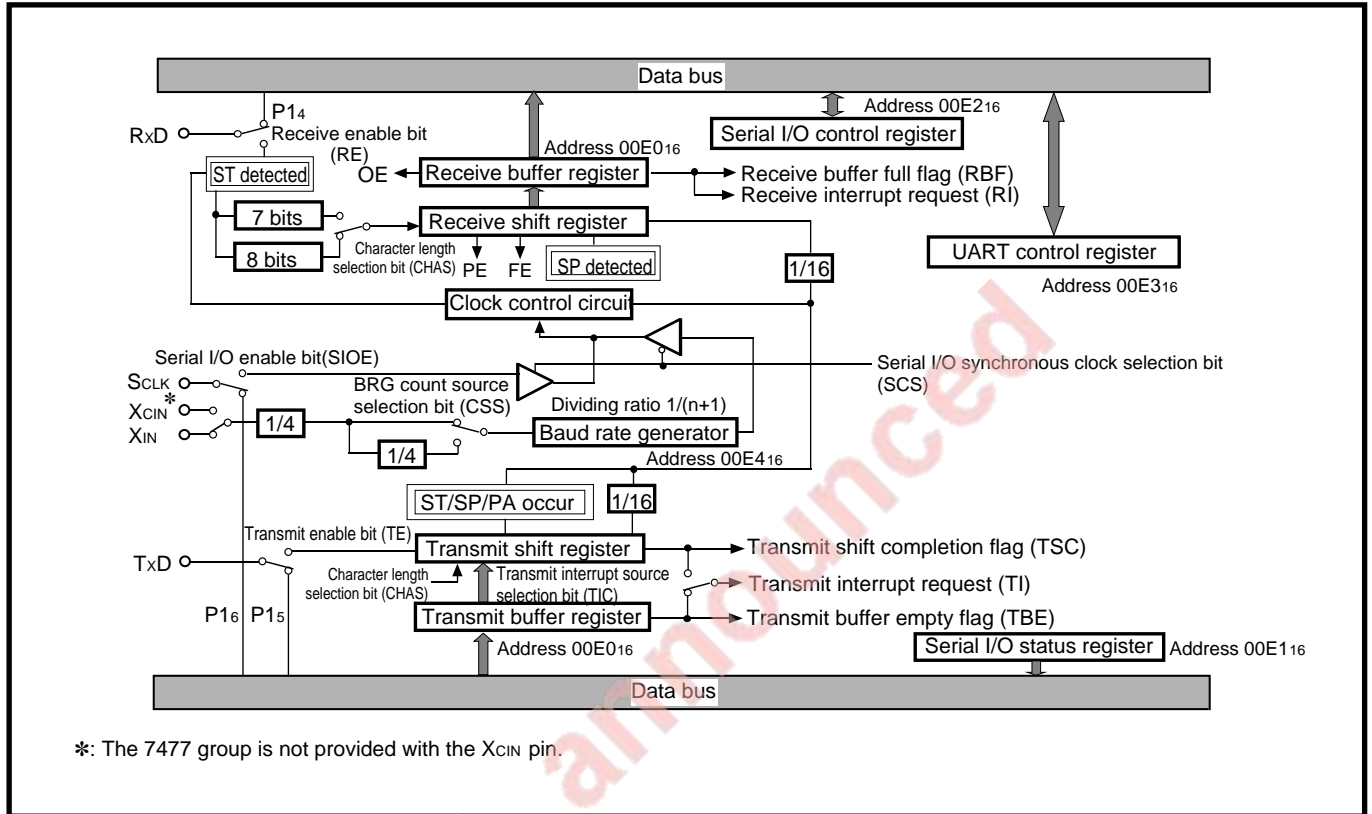 Data bus
P14
Address 00E216
RxD
Receive enable bit
(RE)
Serial I/O control register
Address 00E016
ST detected
OE
Receive buffer register
Receive buffer full flag (RBF)
Receive interrupt request (RI)
7 bits
Receive shift register
8 bits
Character length
selection bit (CHAS)
PE
FE
SP detected
1/16
UART control register
Address 00E316
Clock control circui
Serial I/O enable bit(SIOE)
Serial I/O synchronous clock selection bit
(SCS)
SCLK
BRG count source
selection bit (CSS)
XCIN*
Dividing ratio 1/(n+1)
XIN
1/4
Baud rate generator
1/4
Address 00E416
ST/SP/PA occur
1/16
Transmit enable bit (TE)
Transmit shift register
Transmit shift completion flag (TSC)
TxD
Character length
selection bit (CHAS)
Transmit interrupt source
selection bit (TIC)
Transmit interrupt request (TI)
P16
P15
Transmit buffer register
Transmit buffer empty flag (TBE)
Address 00E016
Serial I/O status register
Address 00E116
Data bus
*: The 7477 group is not provided with the XCIN pin.
announced